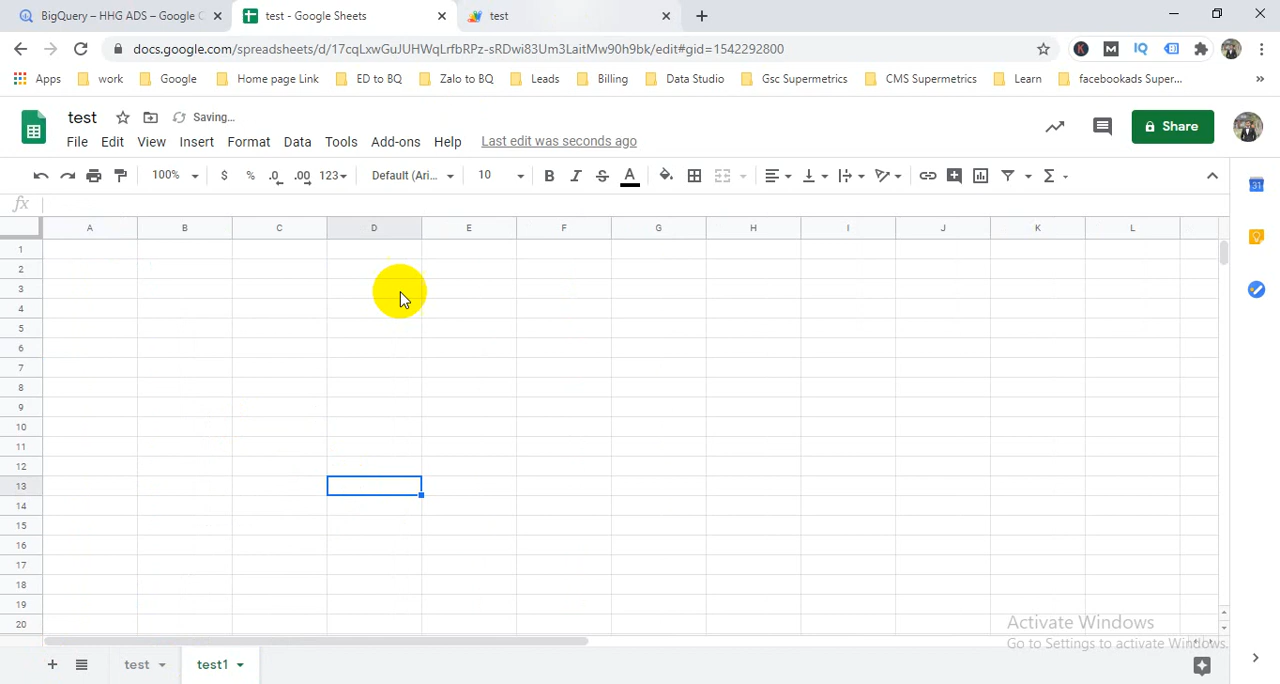 BigQuery – HHG ADS – Google C
test - Google Sheets
test
docs.google.com/spreadsheets/d/17cqLxwGuJUHWqLrfbRPz-sRDwi83Um3LaitMw90h9bk/edit#gid=1542292800
Apps work Google Home page Link ED to BQ Zalo to BQ Leads Billing Data Studio Gsc Supermetrics CMS Supermetrics Learn facebookads Super... »
test Saving...
File Edit View Insert Format Data Tools Add-ons Help Last edit was seconds ago
Share
100% $ % .0 .00 123 Default (Ari... 10 B I S A
fx
A B C D E F G H I J K L
1
2
3
4
5
6
7
8
9
10
11
12
13
14
15
16
17
18
19
20
Activate Windows
Go to Settings to activate Windows.
test test1